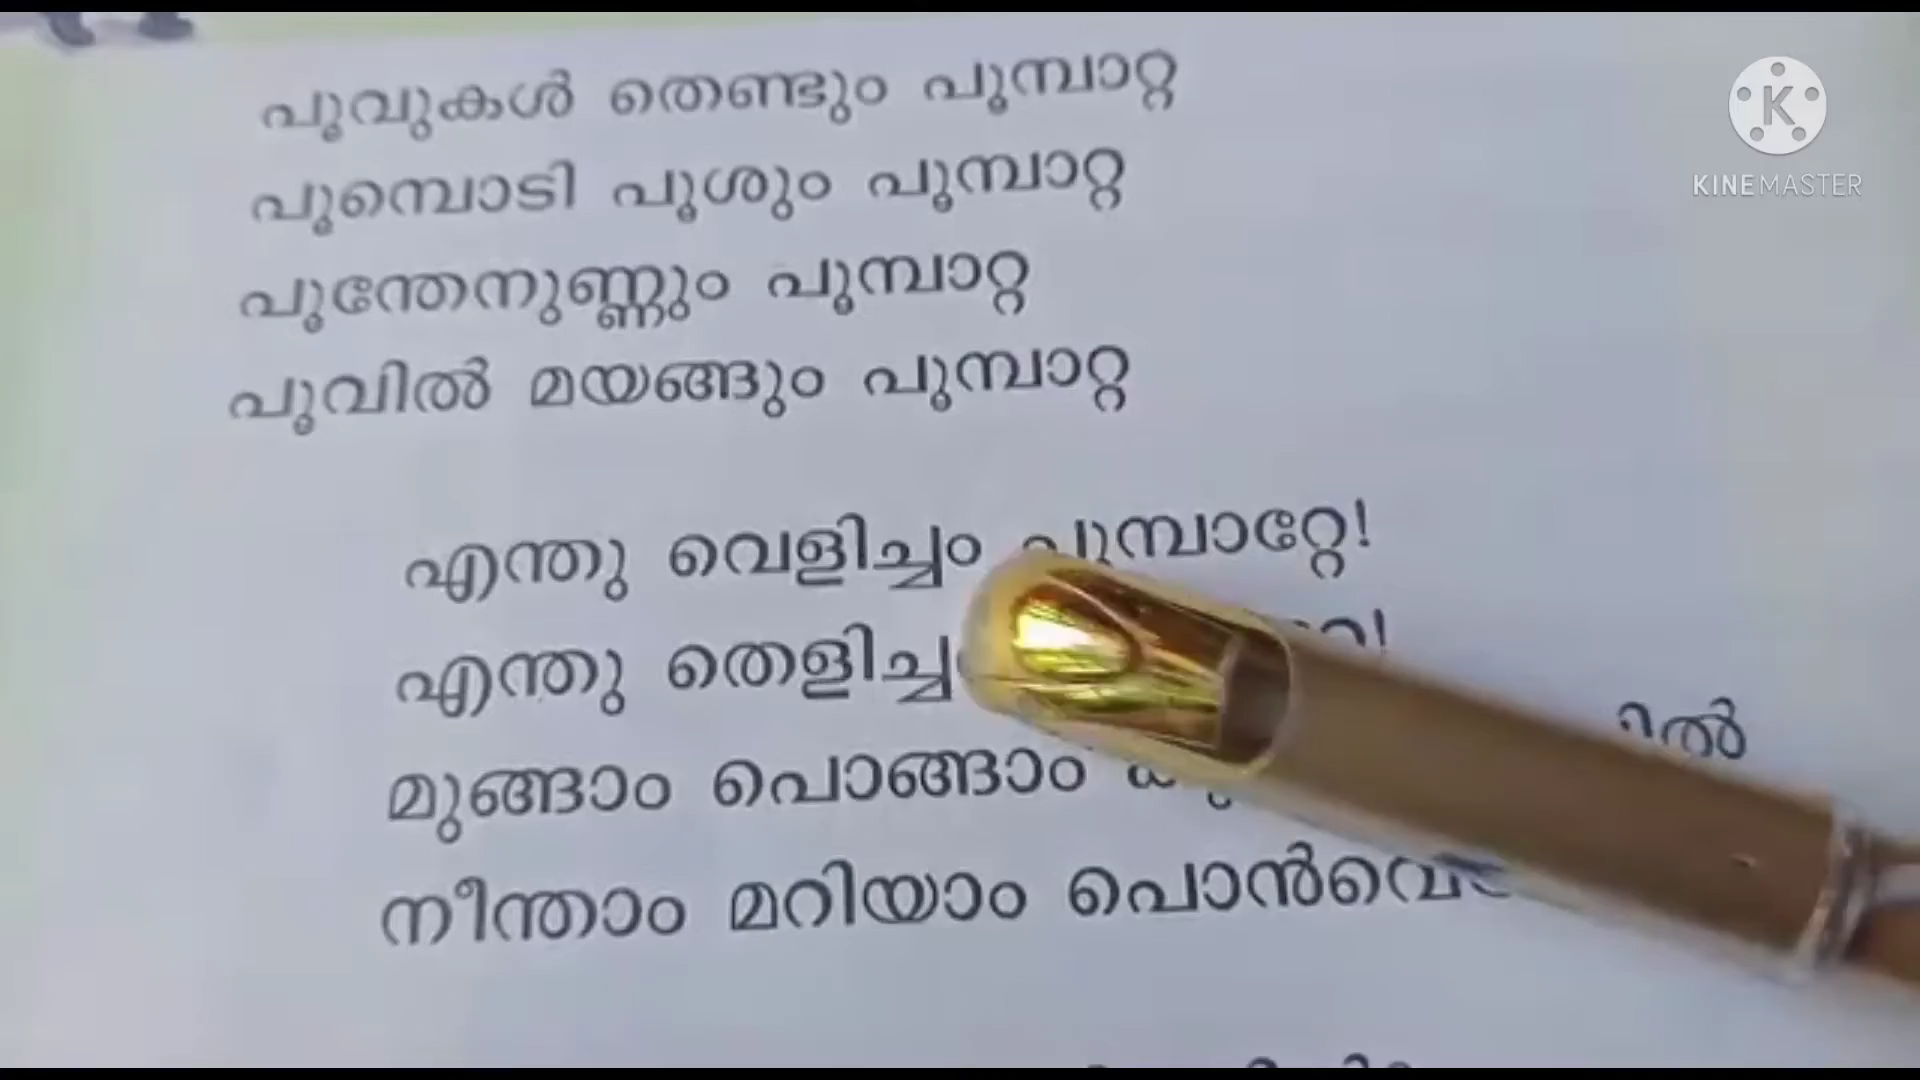 പൂവുകൾ തെണ്ടും പൂമ്പാറ്റ
പൂമ്പൊടി പൂശും പൂമ്പാറ്റ
പൂന്തേനുണ്ണും പൂമ്പാറ്റ
പൂവിൽ മയങ്ങും പൂമ്പാറ്റ
എന്തു വെളിച്ചം പൂമ്പാറ്റേ!
എന്തു
മുങ്ങാം പൊങ്ങാം
നീന്താം മറിയാം
KINEMASTER